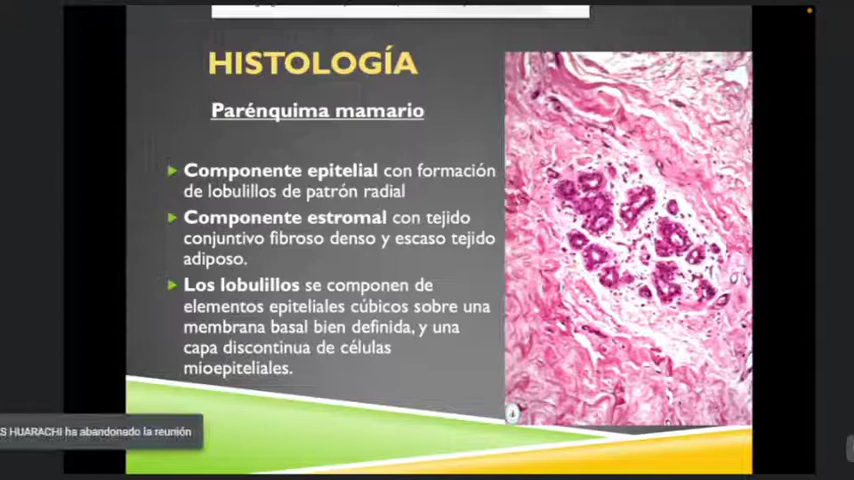 HISTOLOGÍA
Parénquima mamario
Componente epitelial con formación
de lobulillos de patrón radial
Componente estromal con tejido
conjuntivo fibroso denso y escaso tejido
adiposo.
Los lobulillos se componen de
elementos epiteliales cúbicos sobre una
membrana basal bien definida, y una
capa discontinua de células
mioepiteliales.
S HUARACHI ha abandonado la reunión